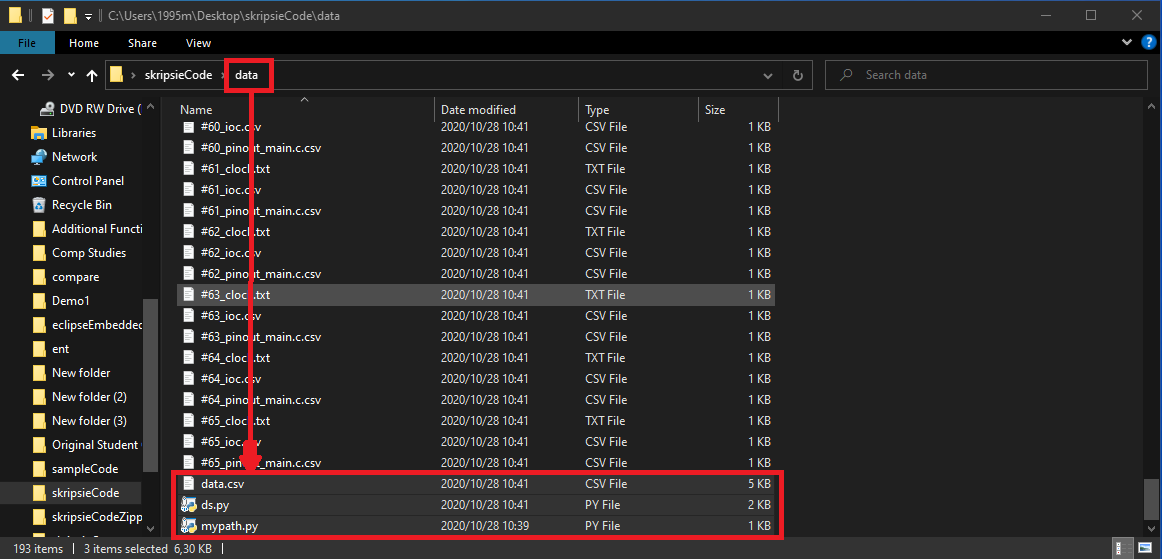 C:\Users\1995m\Desktop\skripsieCode\data
File Home Share View
skripsieCode data Search data
DVD RW Drive (
Libraries
Network
Control Panel
Recycle Bin
Additional Functi
Comp Studies
compare
Demo1
eclipseEmbedded
ent
New folder
New folder (2)
New folder (3)
Original Student
sampleCode
skripsieCode
skripsieCodeZipp
Name Date modified Type Size
#60_ioc.csv 2020/10/28 10:41 CSV File 1 KB
#60_pinout_main.c.csv 2020/10/28 10:41 CSV File 1 KB
#61_clock.txt 2020/10/28 10:41 TXT File 1 KB
#61_ioc.csv 2020/10/28 10:41 CSV File 1 KB
#61_pinout_main.c.csv 2020/10/28 10:41 CSV File 1 KB
#62_clock.txt 2020/10/28 10:41 TXT File 1 KB
#62_ioc.csv 2020/10/28 10:41 CSV File 1 KB
#62_pinout_main.c.csv 2020/10/28 10:41 CSV File 1 KB
#63_clock.txt 2020/10/28 10:41 TXT File 1 KB
#63_ioc.csv 2020/10/28 10:41 CSV File 1 KB
#63_pinout_main.c.csv 2020/10/28 10:41 CSV File 1 KB
#64_clock.txt 2020/10/28 10:41 TXT File 1 KB
#64_ioc.csv 2020/10/28 10:41 CSV File 1 KB
#64_pinout_main.c.csv 2020/10/28 10:41 CSV File 1 KB
#65_clock.txt 2020/10/28 10:41 TXT File 1 KB
#65_ioc.csv 2020/10/28 10:41 CSV File 1 KB
#65_pinout_main.c.csv 2020/10/28 10:41 CSV File 1 KB
data.csv 2020/10/28 10:41 CSV File 5 KB
ds.py 2020/10/28 10:41 PY File 2 KB
mypath.py 2020/10/28 10:39 PY File 1 KB
193 items 3 items selected 6,30 KB